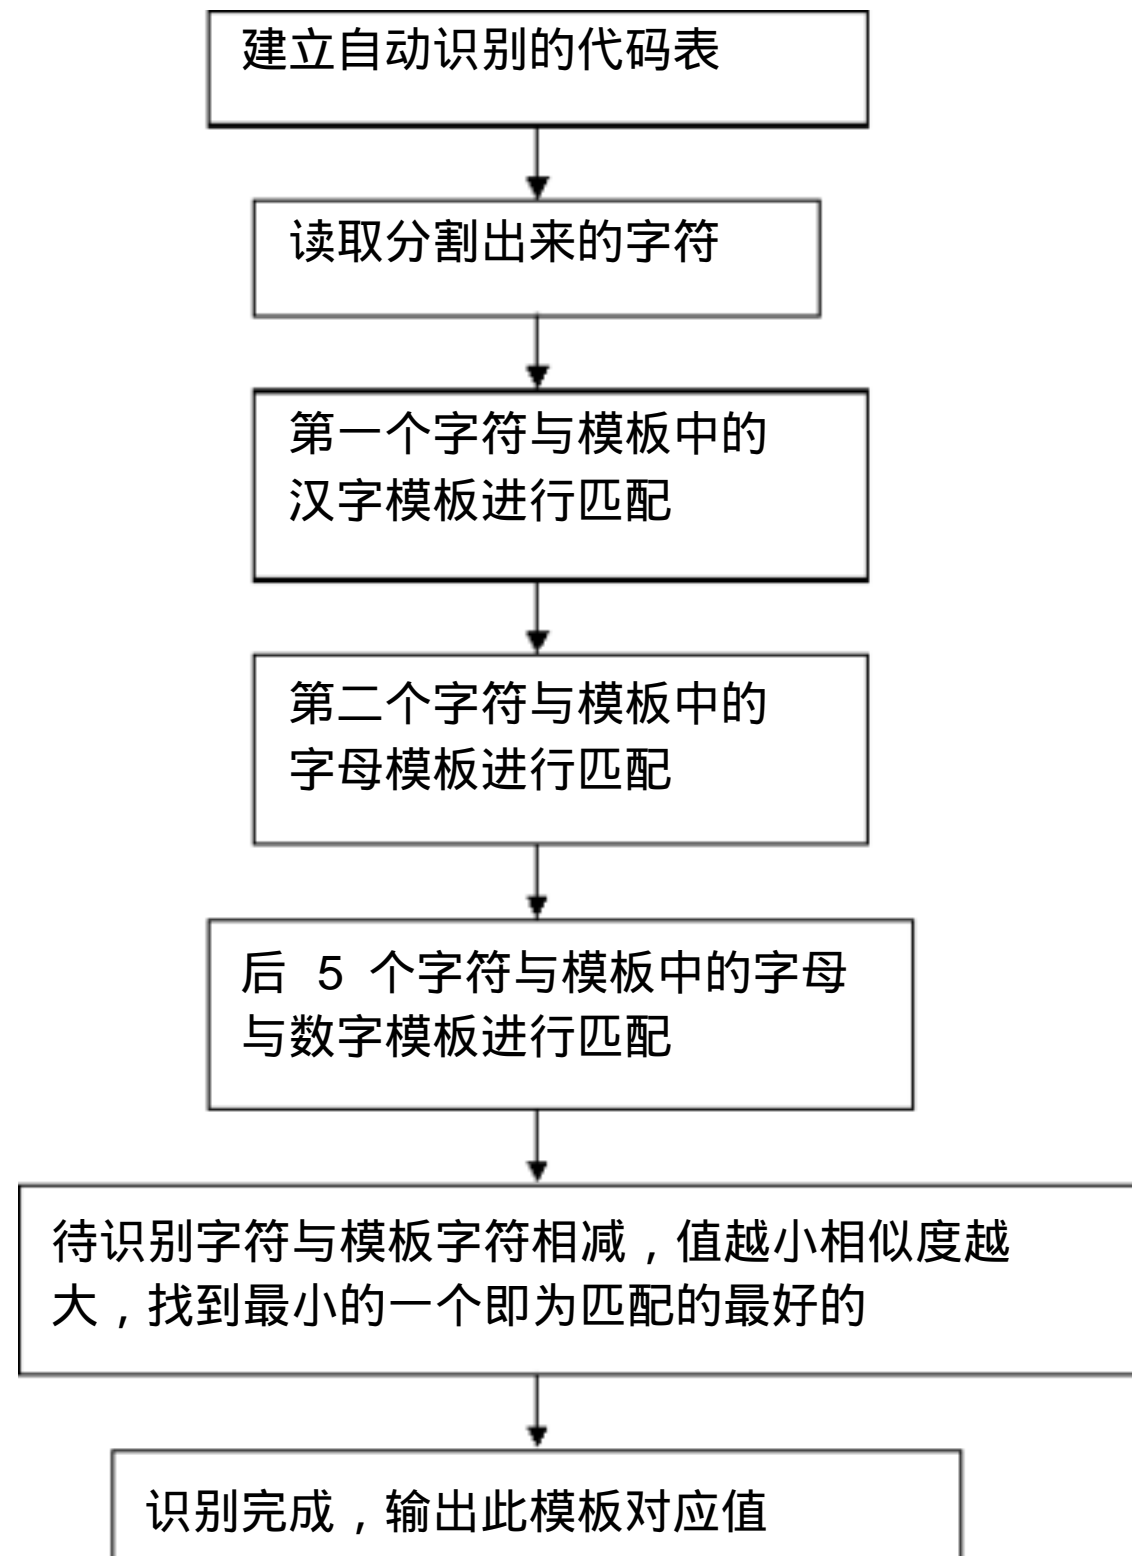 建立自动识别的代码表
读取分割出来的字符
第一个字符与模板中的
汉字模板进行匹配
第二个字符与模板中的
字母模板进行匹配
后 5 个字符与模板中的字母
与数字模板进行匹配
待识别字符与模板字符相减，值越小相似度越
大，找到最小的一个即为匹配的最好的
识别完成，输出此模板对应值